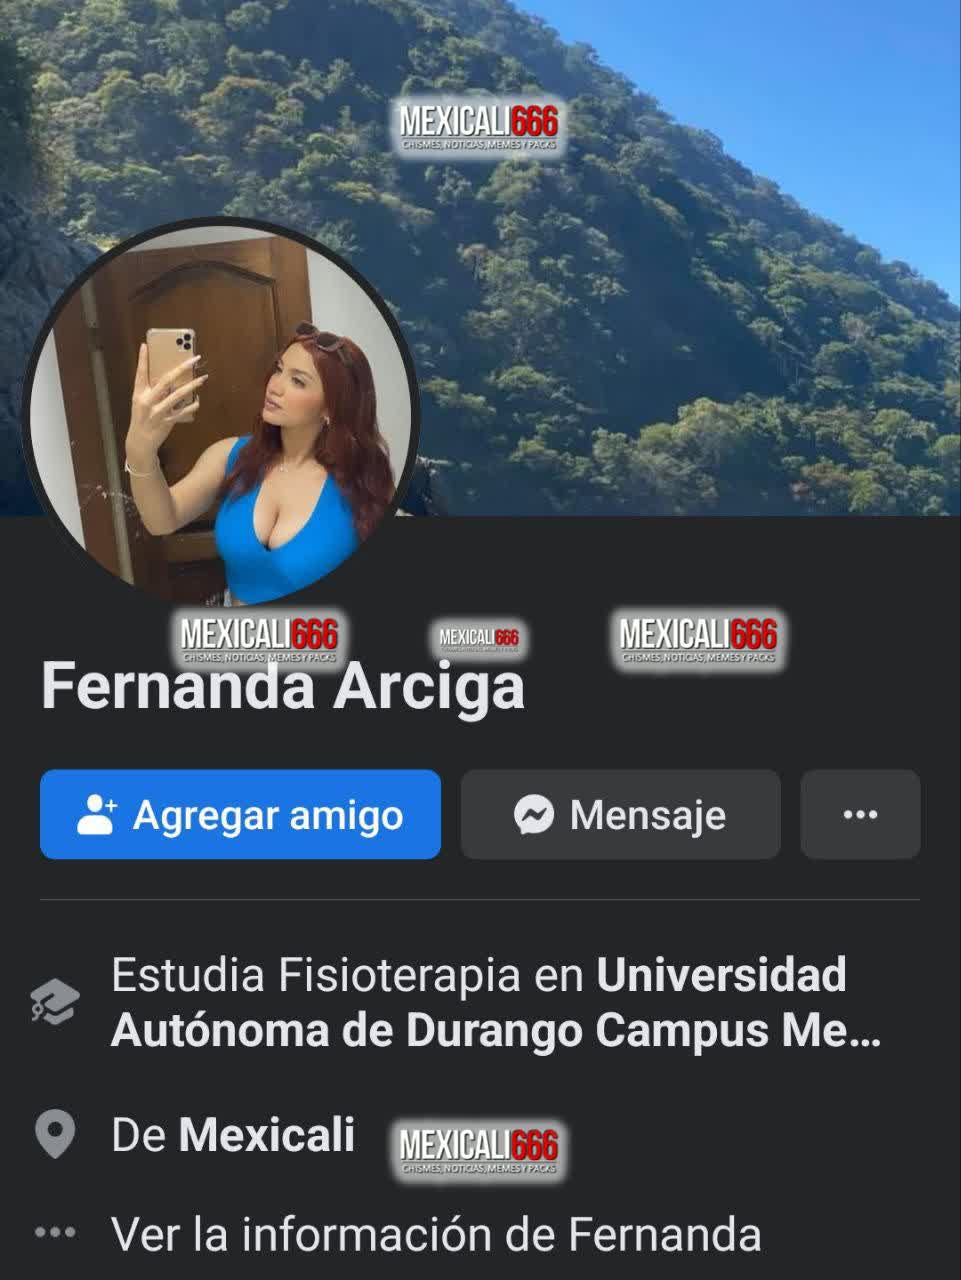 MEXICALI666
CHISMES, NOTICIAS, MEMES Y PACKS
MEXICALI666
CHISMES, NOTICIAS, MEMES Y PACKS
MEXICALI666
MEXICALI666
CHISMES, NOTICIAS, MEMES Y PACKS
Fernanda Arciga
Agregar amigo
Mensaje
Estudia Fisioterapia en Universidad
Autónoma de Durango Campus Me...
De Mexicali
MEXICALI666
CHISMES, NOTICIAS, MEMES Y PACKS
Ver la información de Fernanda